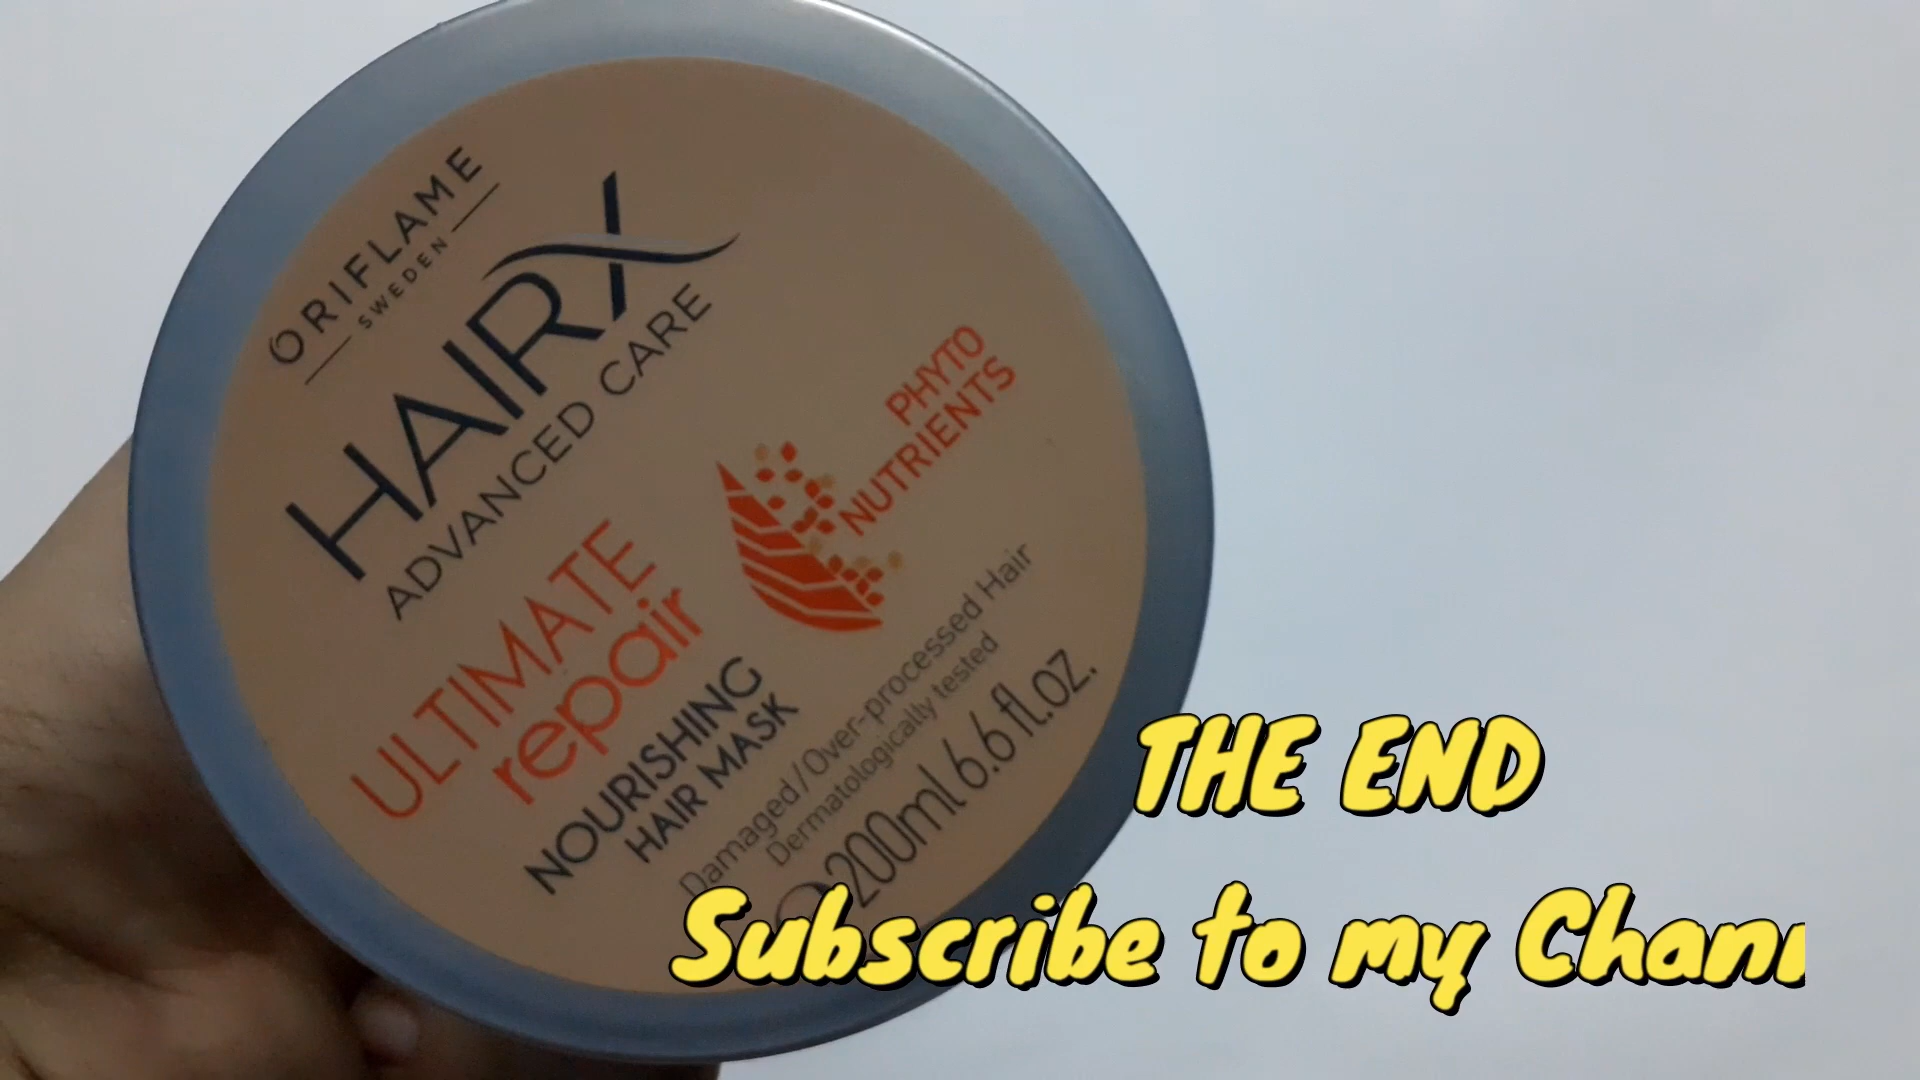 ORIFLAME
SWEDEN
HAIRX
ADVANCED CARE
ULTIMATE
repair
NOURISHING
HAIR MASK
PHYTO
NUTRIENTS
Damaged/Over-processed Hair
Dermatologically tested
200ml 6.6 fl.oz.
THE END
Subscribe to my Chan